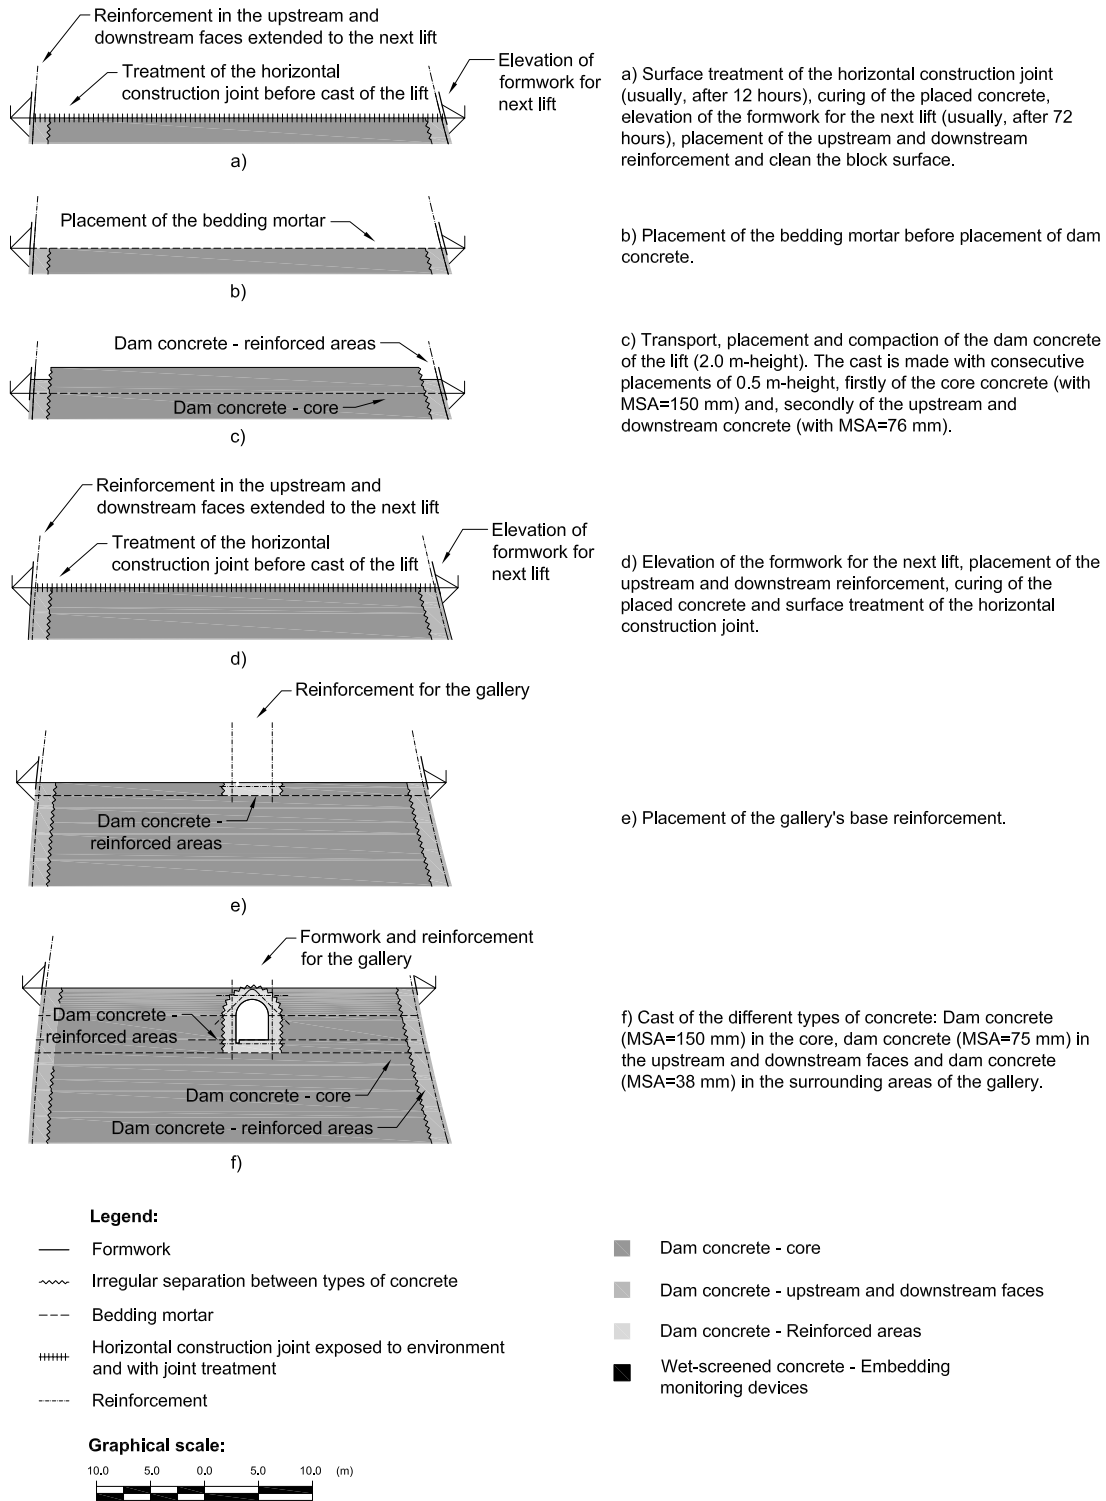 Reinforcement in the upstream and
downstream faces extended to the next lift
Treatment of the horizontal
construction joint before cast of the lift
Elevation of
formwork for
next lift
a)
a) Surface treatment of the horizontal construction joint
(usually, after 12 hours), curing of the placed concrete,
elevation of the formwork for the next lift (usually, after 72
hours), placement of the upstream and downstream
reinforcement and clean the block surface.
Placement of the bedding mortar
b)
b) Placement of the bedding mortar before placement of dam
concrete.
Dam concrete - reinforced areas
Dam concrete - core
c)
c) Transport, placement and compaction of the dam concrete
of the lift (2.0 m-height). The cast is made with consecutive
placements of 0.5 m-height, firstly of the core concrete (with
MSA=150 mm) and, secondly of the upstream and
downstream concrete (with MSA=76 mm).
Reinforcement in the upstream and
downstream faces extended to the next lift
Treatment of the horizontal
construction joint before cast of the lift
Elevation of
formwork for
next lift
d)
d) Elevation of the formwork for the next lift, placement of the
upstream and downstream reinforcement, curing of the
placed concrete and surface treatment of the horizontal
construction joint.
Reinforcement for the gallery
Dam concrete -
reinforced areas
e)
e) Placement of the gallery's base reinforcement.
Formwork and reinforcement
for the gallery
Dam concrete -
reinforced areas
Dam concrete - core
Dam concrete - reinforced areas
f)
f) Cast of the different types of concrete: Dam concrete
(MSA=150 mm) in the core, dam concrete (MSA=75 mm) in
the upstream and downstream faces and dam concrete
(MSA=38 mm) in the surrounding areas of the gallery.
Legend:
Formwork
Irregular separation between types of concrete
Bedding mortar
Horizontal construction joint exposed to environment
and with joint treatment
Reinforcement
Dam concrete - core
Dam concrete - upstream and downstream faces
Dam concrete - Reinforced areas
Wet-screened concrete - Embedding
monitoring devices
Graphical scale:
10.0 5.0 0.0 5.0 10.0 (m)